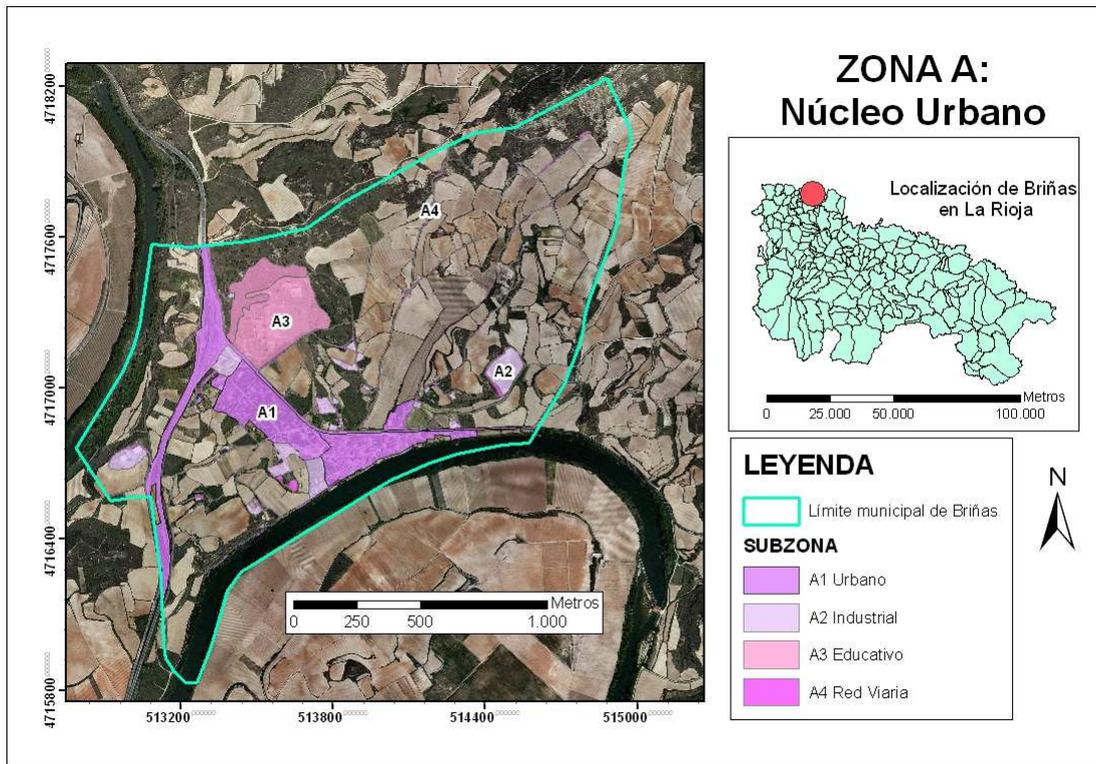 ZONA A:
Núcleo Urbano
Localización de Briñas
en La Rioja
Metros
0 25.000 50.000 100.000
LEYENDA
Límite municipal de Briñas
SUBZONA
A1 Urbano
A2 Industrial
A3 Educativo
A4 Red Viaria
N
4718200
4717600
4717000
4716400
4715800
513200
513800
514400
515000
A4
A3
A2
A1
Metros
0 250 500 1.000